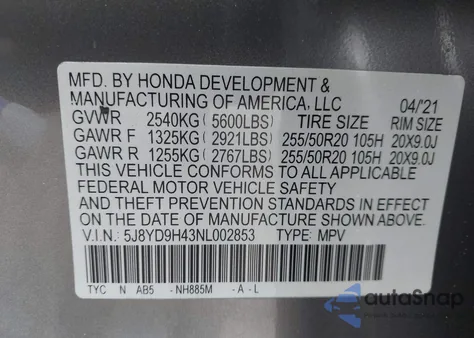 MFD. BY HONDA DEVELOPMENT &
MANUFACTURING OF AMERICA, LLC 04/'21
GVWR 2540KG (5600LBS) TIRE SIZE RIM SIZE
GAWR F 1325KG (2921LBS) 255/50R20 105H 20X9.0J
GAWR R 1255KG (2767LBS) 255/50R20 105H 20X9.0J
THIS VEHICLE CONFORMS TO ALL APPLICABLE
FEDERAL MOTOR VEHICLE SAFETY
AND THEFT PREVENTION STANDARDS IN EFFECT
ON THE DATE OF MANUFACTURE SHOWN ABOVE.
V.I.N.: 5J8YD9H43NL002853 TYPE: MPV
TYC N AB5 - NH885M - A - L
autoSnap